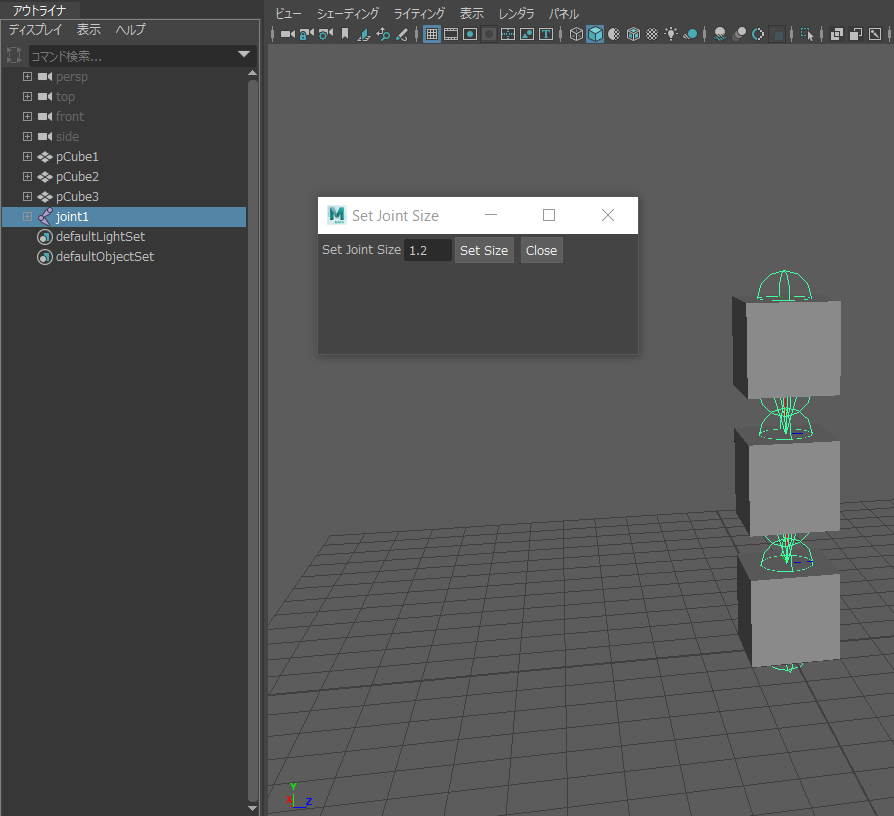 アウトライナ
ディスプレイ 表示 ヘルプ
コマンド検索...
persp
top
front
side
pCube1
pCube2
pCube3
joint1
defaultLightSet
defaultObjectSet
ビュー シェーディング ライティング 表示 レンダラ パネル
Set Joint Size
Set Joint Size 1.2 Set Size Close
Y
X
Z